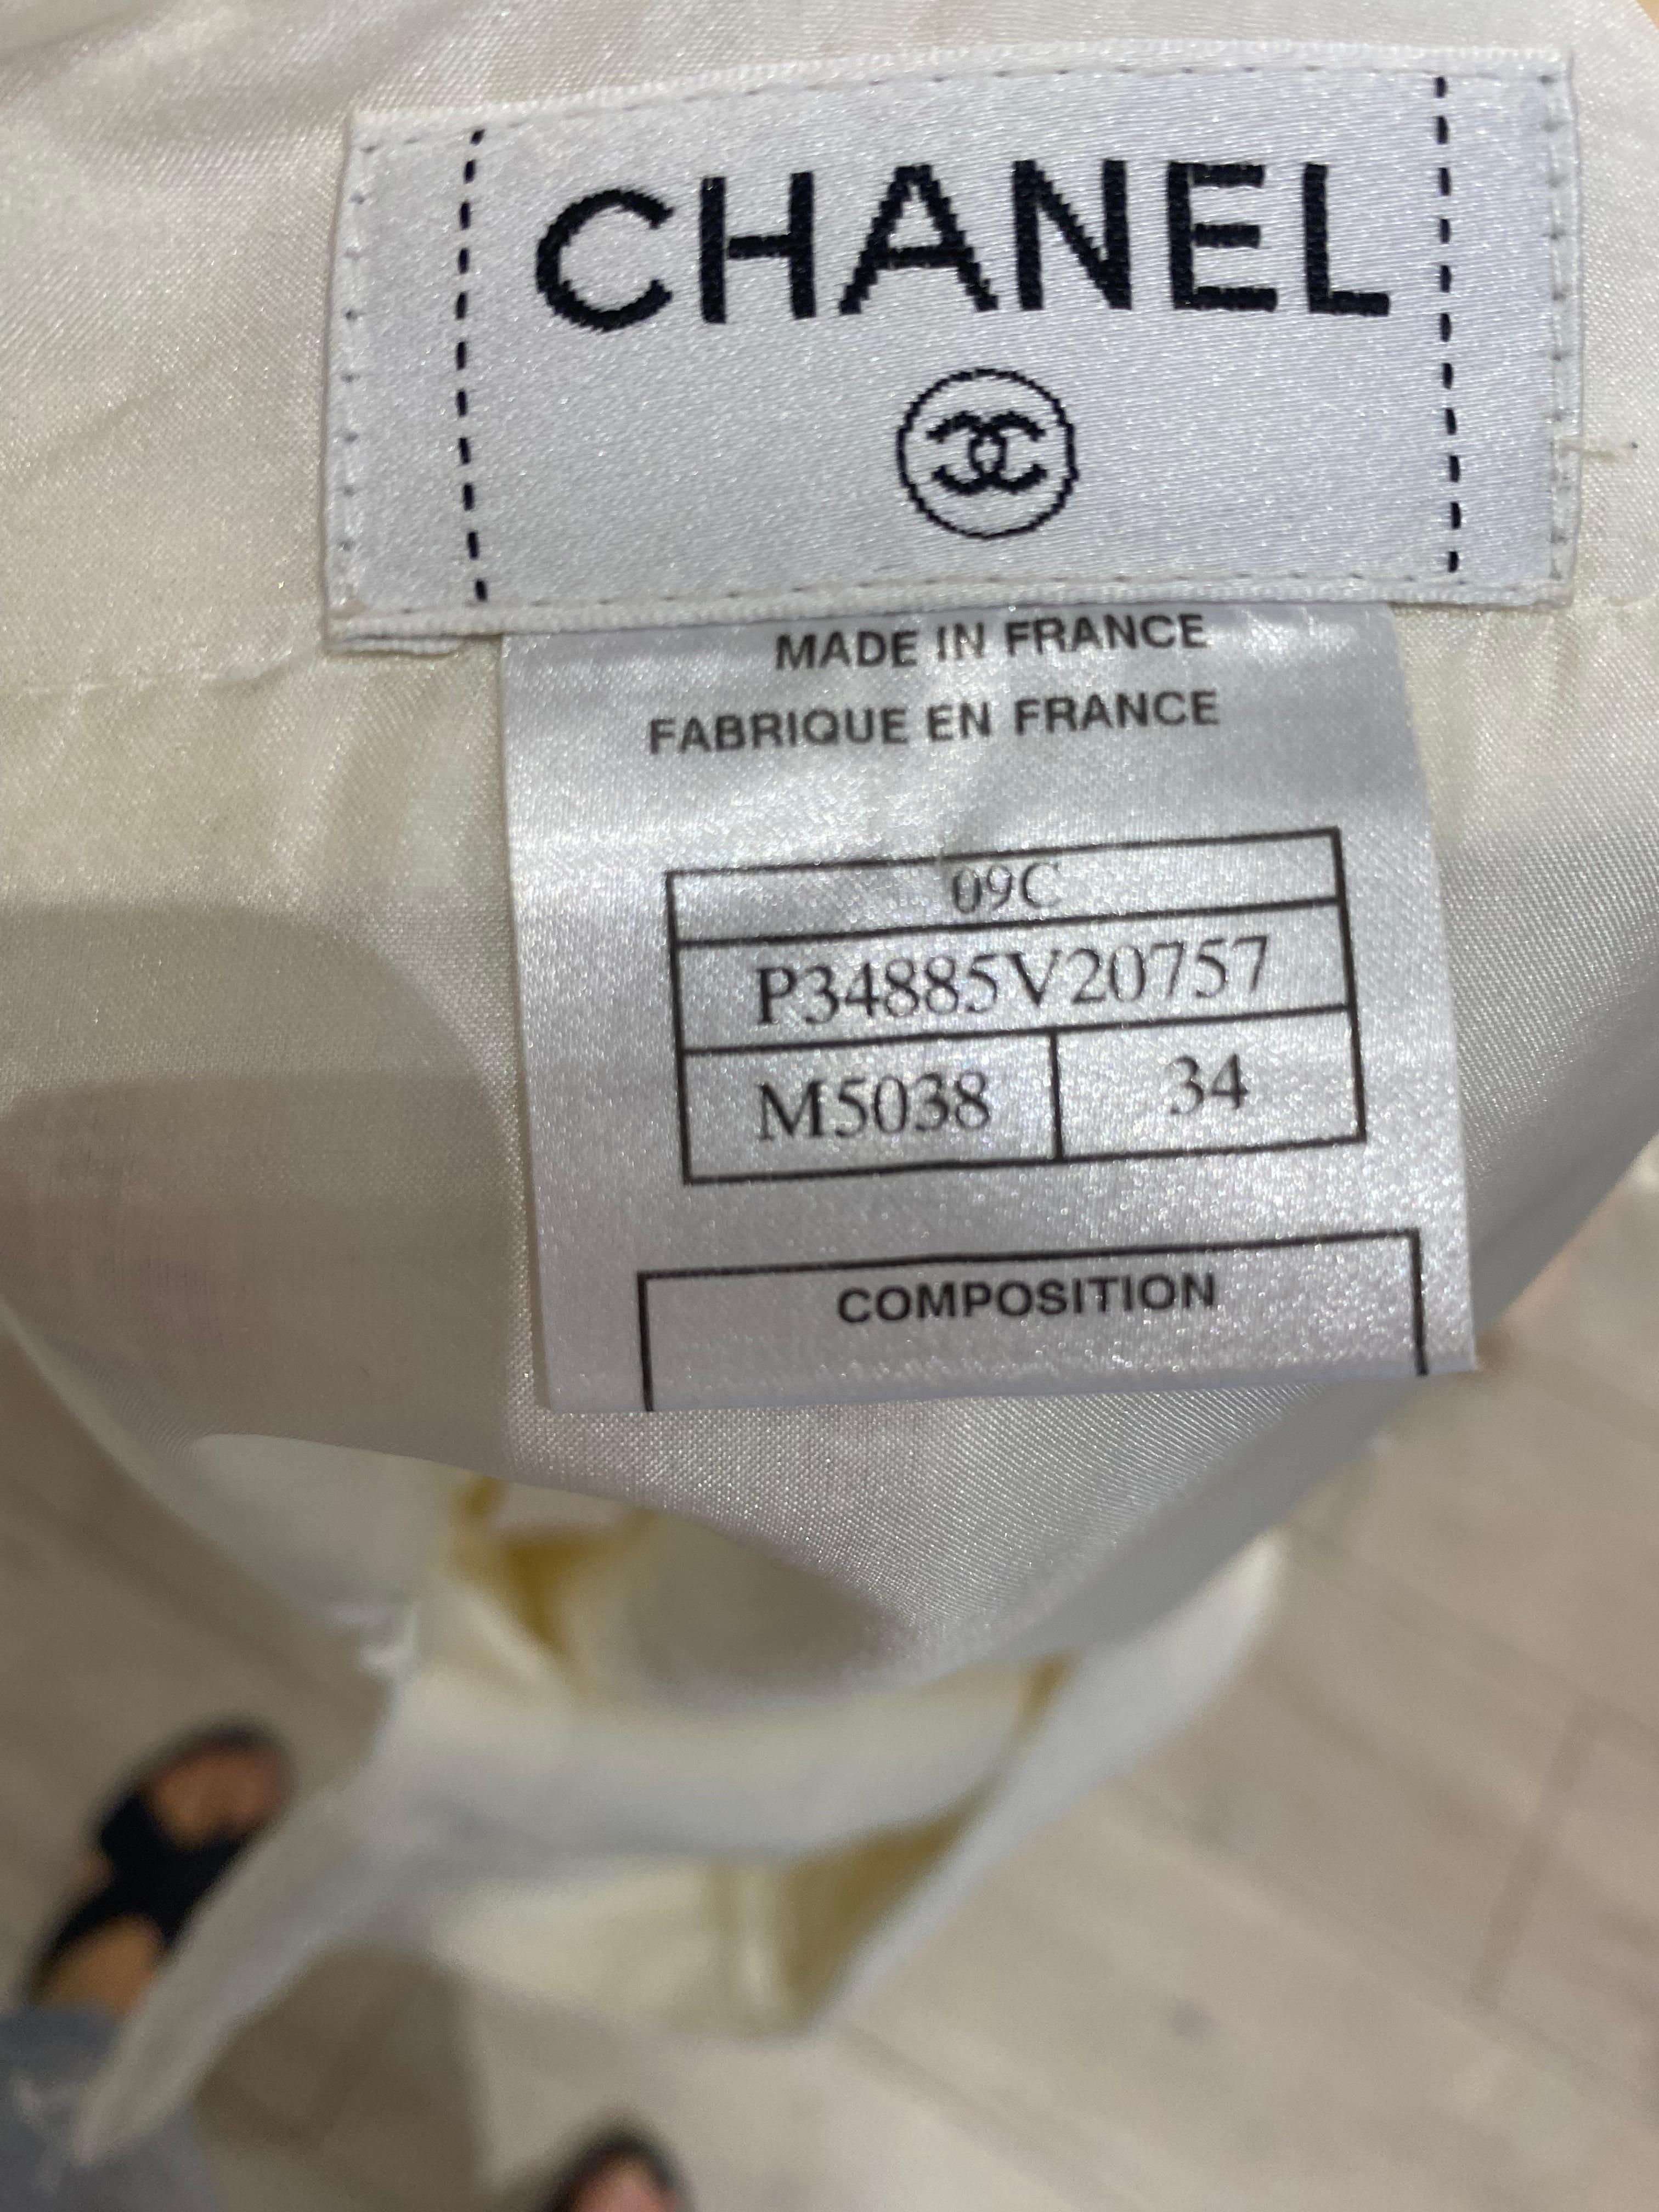 CHANEL
MADE IN FRANCE
FABRIQUE EN FRANCE
09C
P34885V20757
M5038 34
COMPOSITION